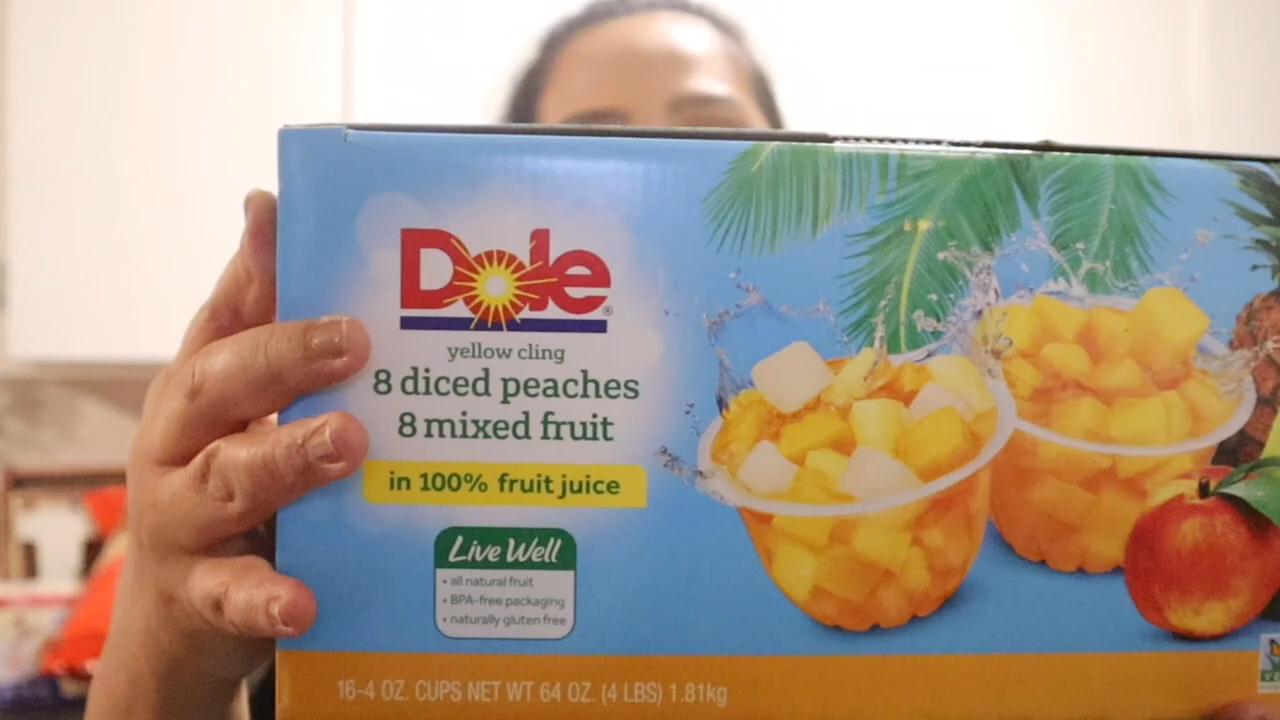 Dole®
yellow cling
8 diced peaches
8 mixed fruit
in 100% fruit juice
Live Well
• all natural fruit
• BPA-free packaging
• naturally gluten free
16-4 OZ. CUPS NET WT 64 OZ. (4 LBS) 1.81kg